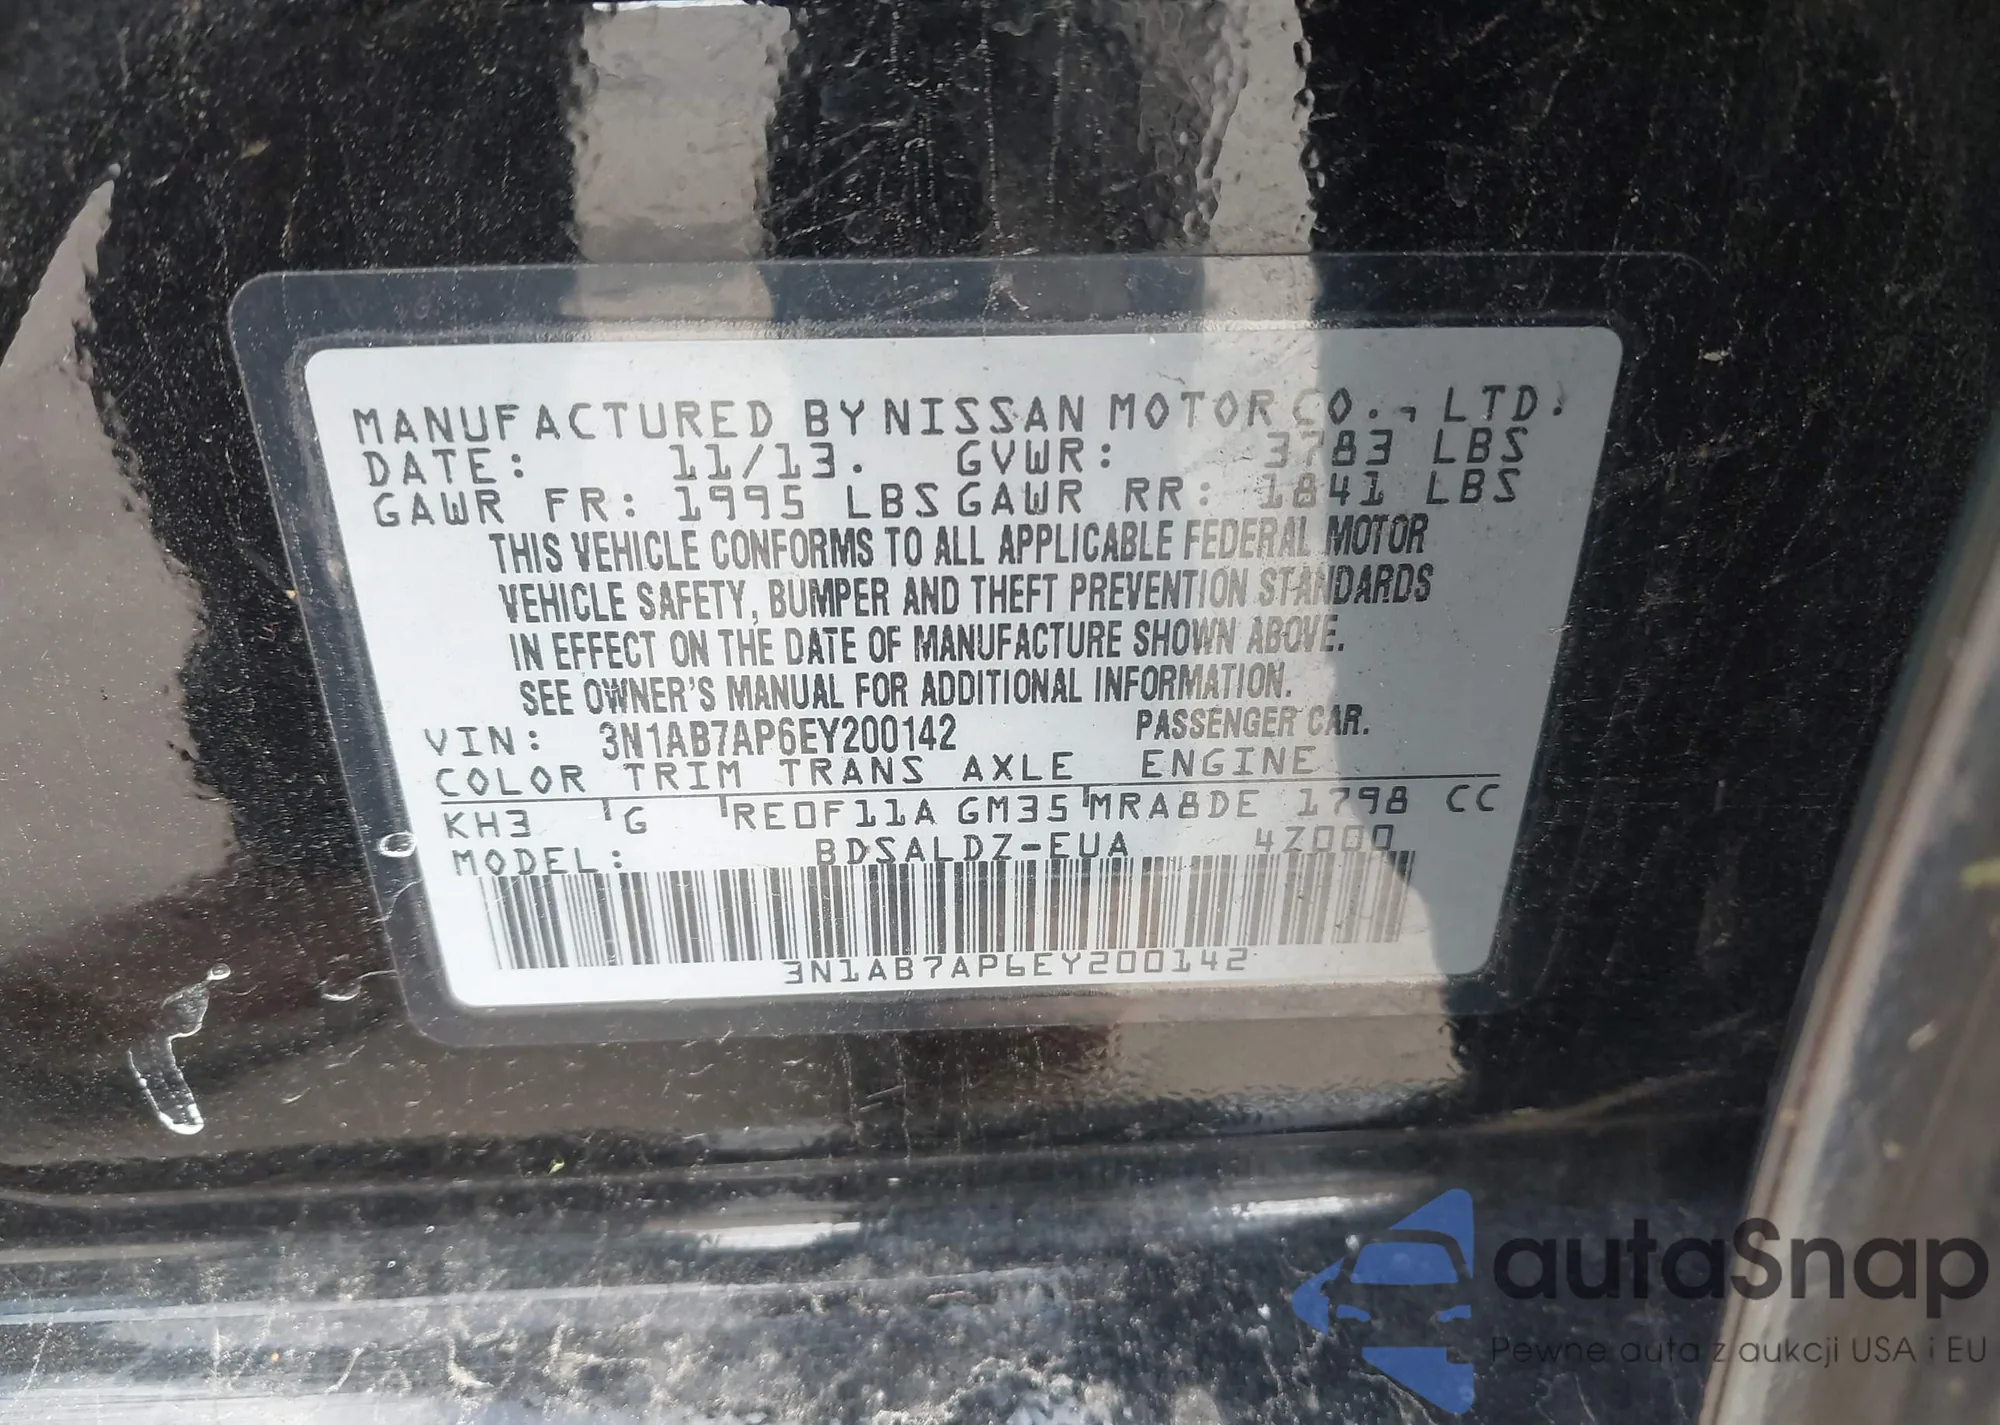 MANUFACTURED BY NISSAN MOTOR CO., LTD.
DATE: 11/13. GVWR: 3783 LBS
GAWR FR: 1995 LBS GAWR RR: 1841 LBS
THIS VEHICLE CONFORMS TO ALL APPLICABLE FEDERAL MOTOR
VEHICLE SAFETY, BUMPER AND THEFT PREVENTION STANDARDS
IN EFFECT ON THE DATE OF MANUFACTURE SHOWN ABOVE.
SEE OWNER'S MANUAL FOR ADDITIONAL INFORMATION.
VIN: 3N1AB7AP6EY200142 PASSENGER CAR.
COLOR TRIM TRANS AXLE ENGINE
KH3 G RE0F11A GM35 MRA8DE 1798 CC
MODEL: BDSALDZ-EUA 4Z000
3N1AB7AP6EY200142
autaSnap
Pewne auta z aukcji USA i EU